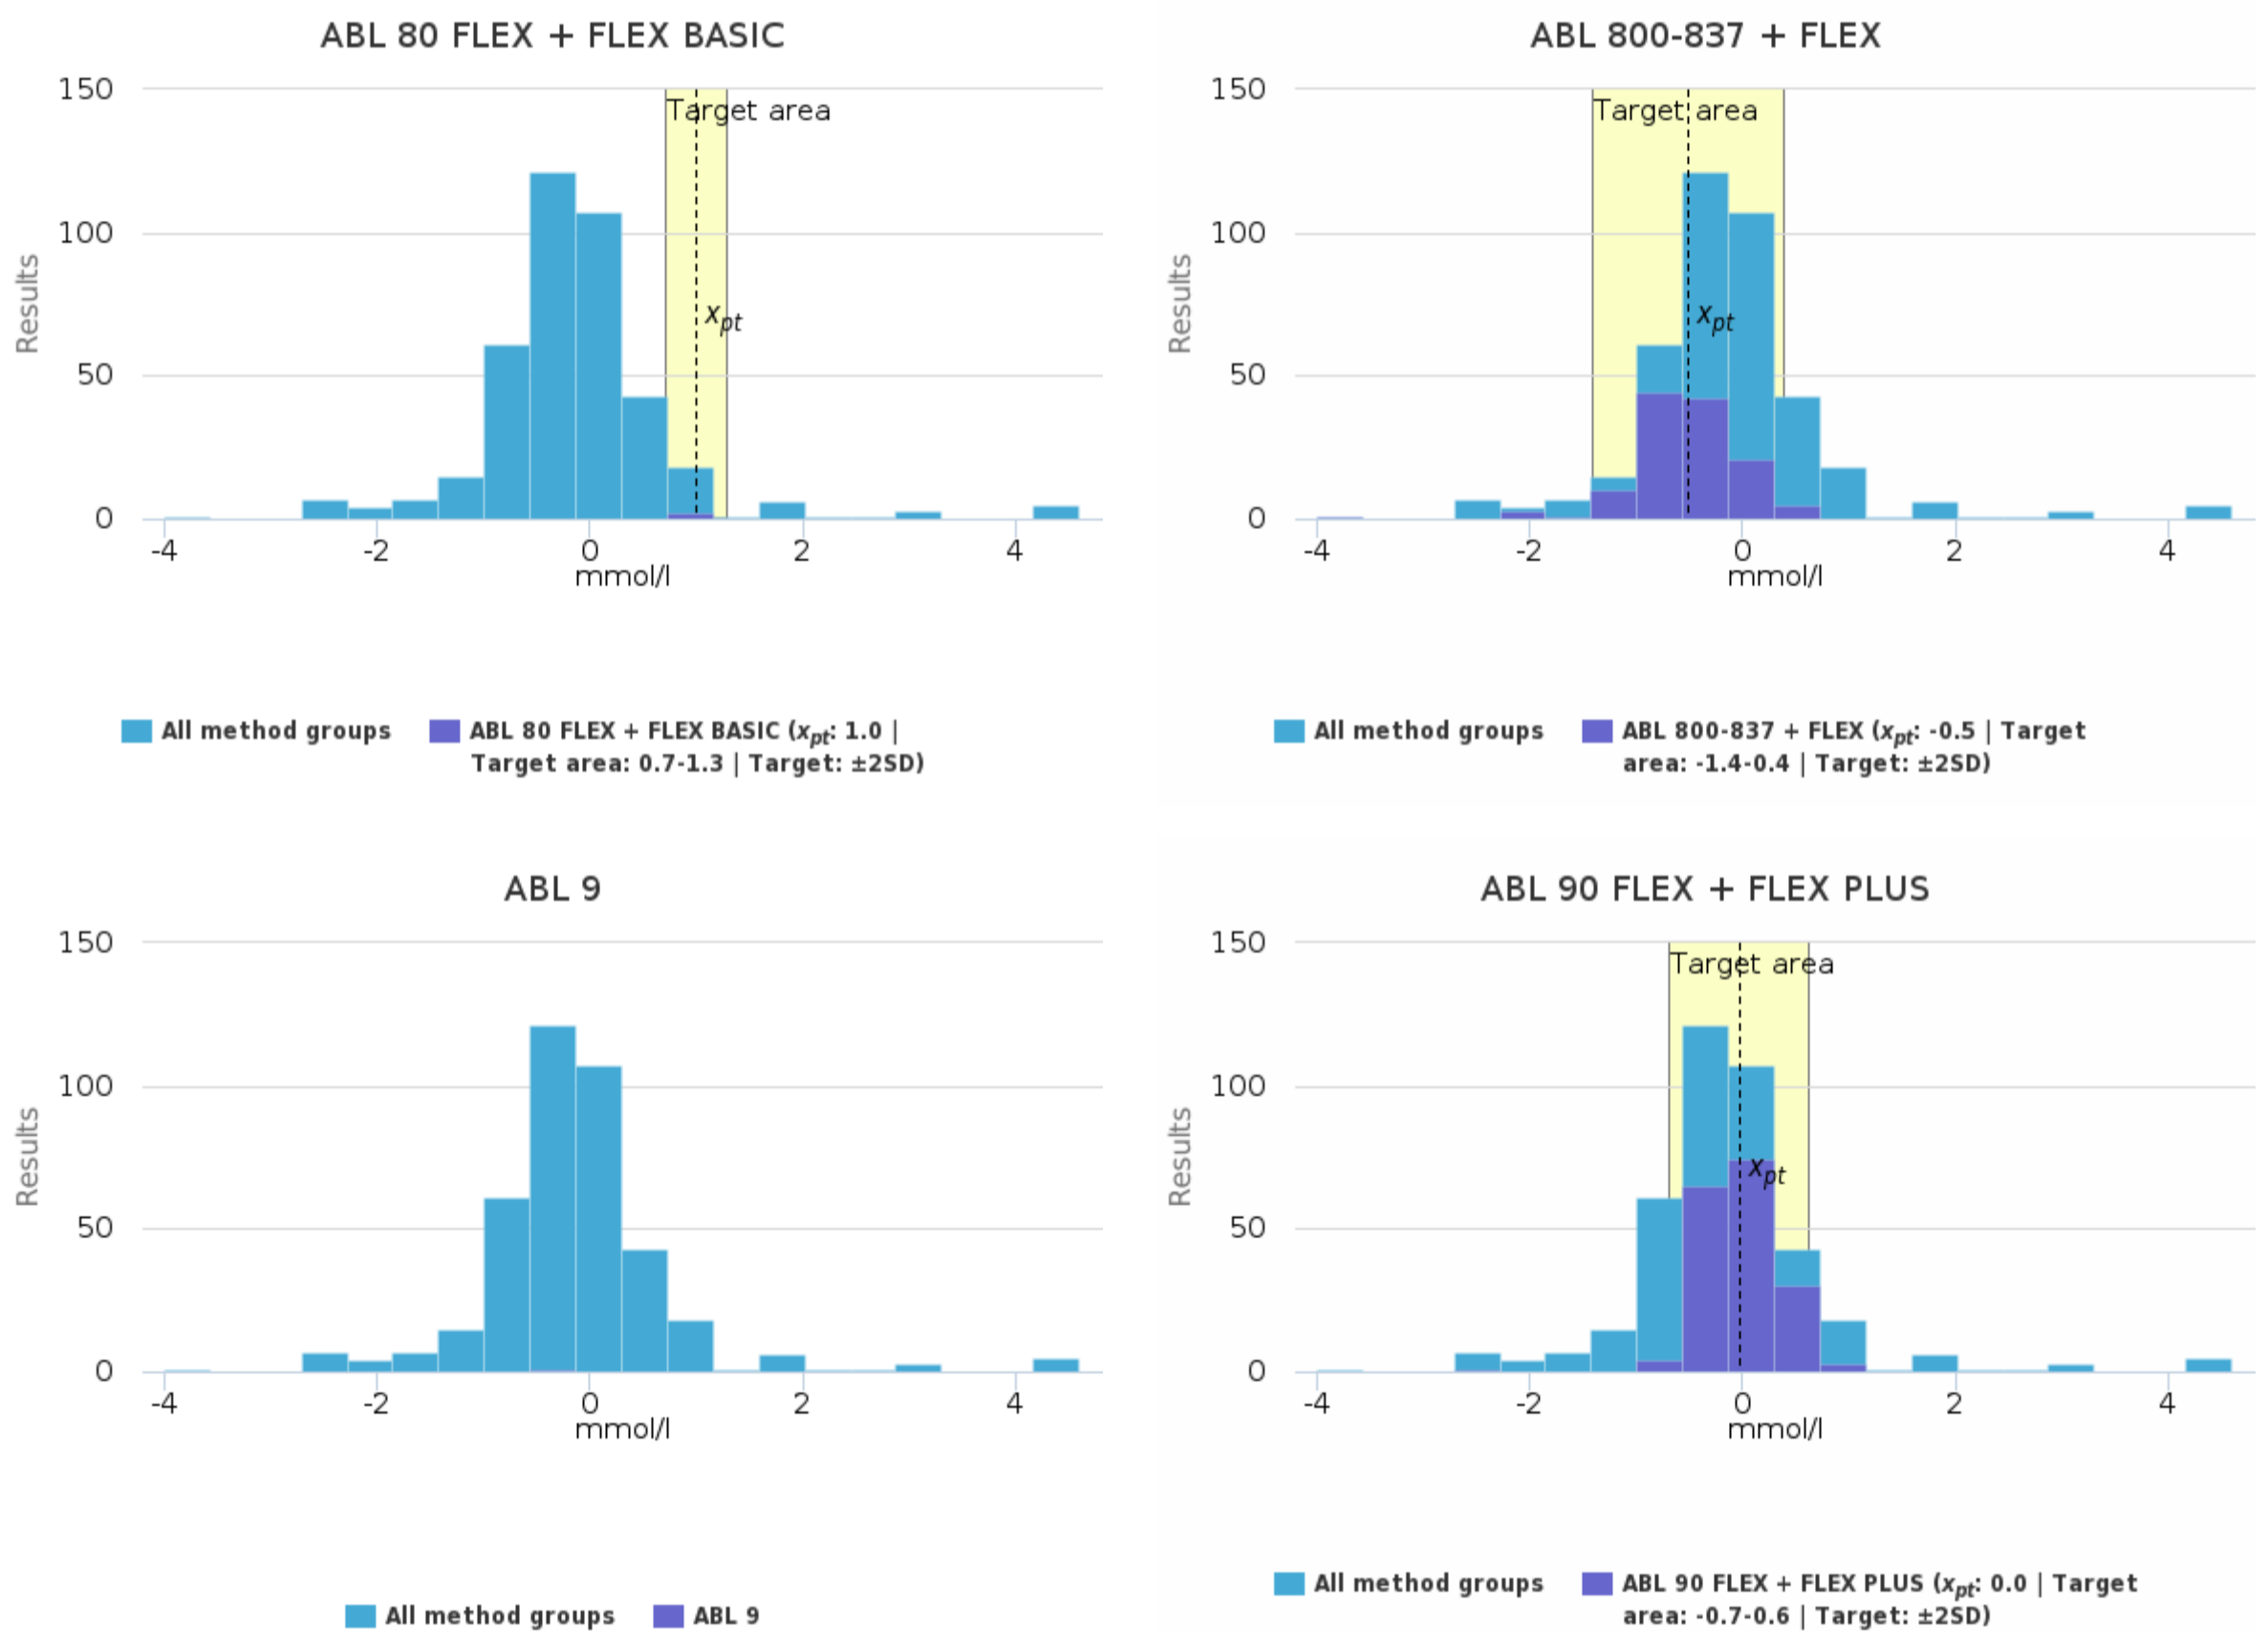 ABL 80 FLEX + FLEX BASIC
150
100
50
0
Results
Target area
xpt
-4 -2 0 2 4
mmol/l
All method groups
ABL 80 FLEX + FLEX BASIC (xpt: 1.0 |
Target area: 0.7-1.3 | Target: ±2SD)
ABL 800-837 + FLEX
150
100
50
0
Results
Target area
xpt
-4 -2 0 2 4
mmol/l
All method groups
ABL 800-837 + FLEX (xpt: -0.5 | Target
area: -1.4-0.4 | Target: ±2SD)
ABL 9
150
100
50
0
Results
-4 -2 0 2 4
mmol/l
All method groups
ABL 9
ABL 90 FLEX + FLEX PLUS
150
100
50
0
Results
Target area
xpt
-4 -2 0 2 4
mmol/l
All method groups
ABL 90 FLEX + FLEX PLUS (xpt: 0.0 | Target
area: -0.7-0.6 | Target: ±2SD)